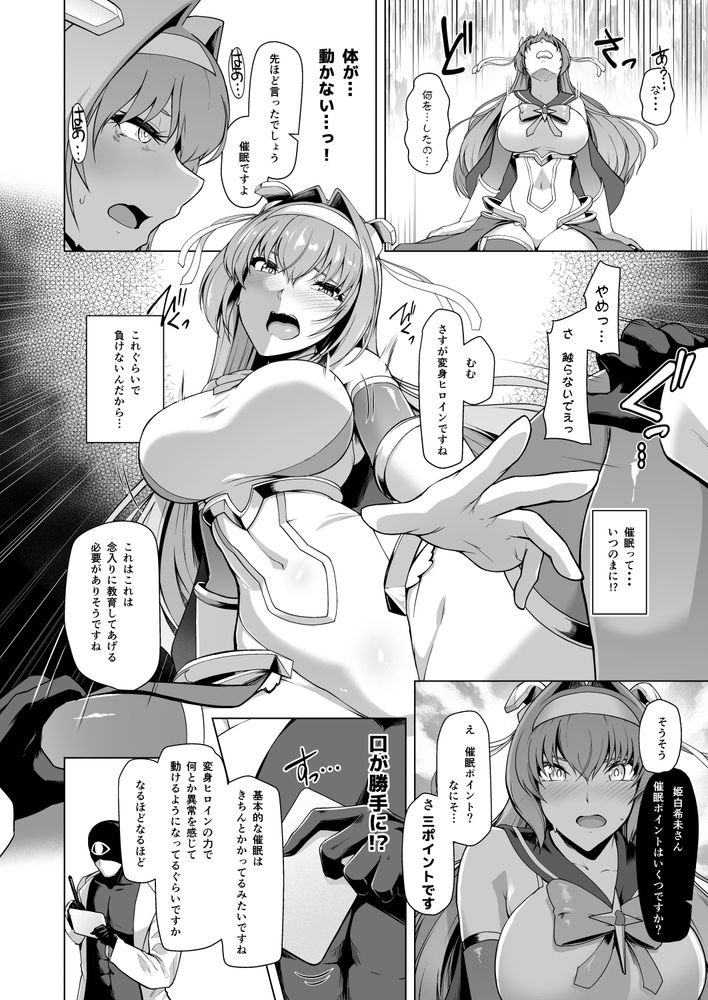 あ?…
な…
さっ
何を…したの…
ど
体が…
動かない…っ!
先ほど言ったでしょう
催眠ですよ
はあ…
はあ…
やめっ…
さ 触らないでえっ
むむ
さすが変身ヒロインですね
これぐらいで
負けないんだから…
催眠って…
いつのまに!?
これはこれは
念入りに教育してあげる
必要がありそうですね
そうそう
姫白希未さん
催眠ポイントはいくつですか?
え 催眠ポイント?
なにそ…
さ 三ポイントです
口が勝手に!?
すっ…
基本的な催眠は
きちんとかかってるみたいですね
変身ヒロインの力で
何とか異常を感じて
動けるようになってるぐらいですか
なるほどなるほど